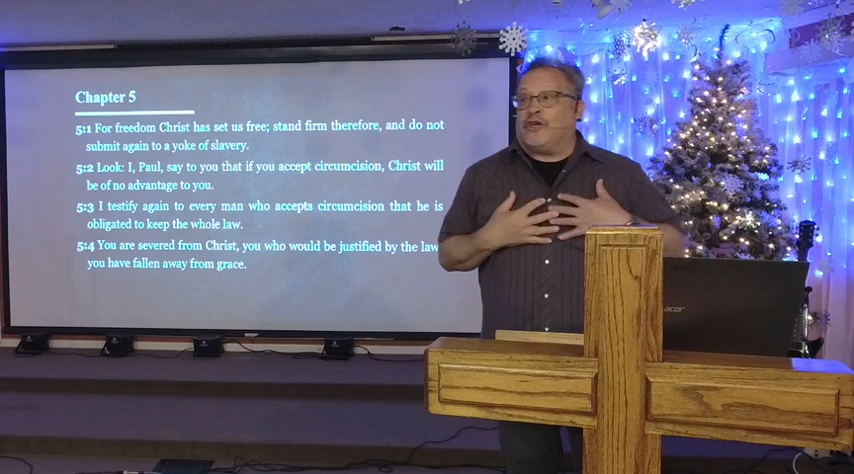 Chapter 5
5:1 For freedom Christ has set us free; stand firm therefore, and do not
submit again to a yoke of slavery.
5:2 Look: I, Paul, say to you that if you accept circumcision, Christ will
be of no advantage to you.
5:3 I testify again to every man who accepts circumcision that he is
obligated to keep the whole law.
5:4 You are severed from Christ, you who would be justified by the law
you have fallen away from grace.
acer